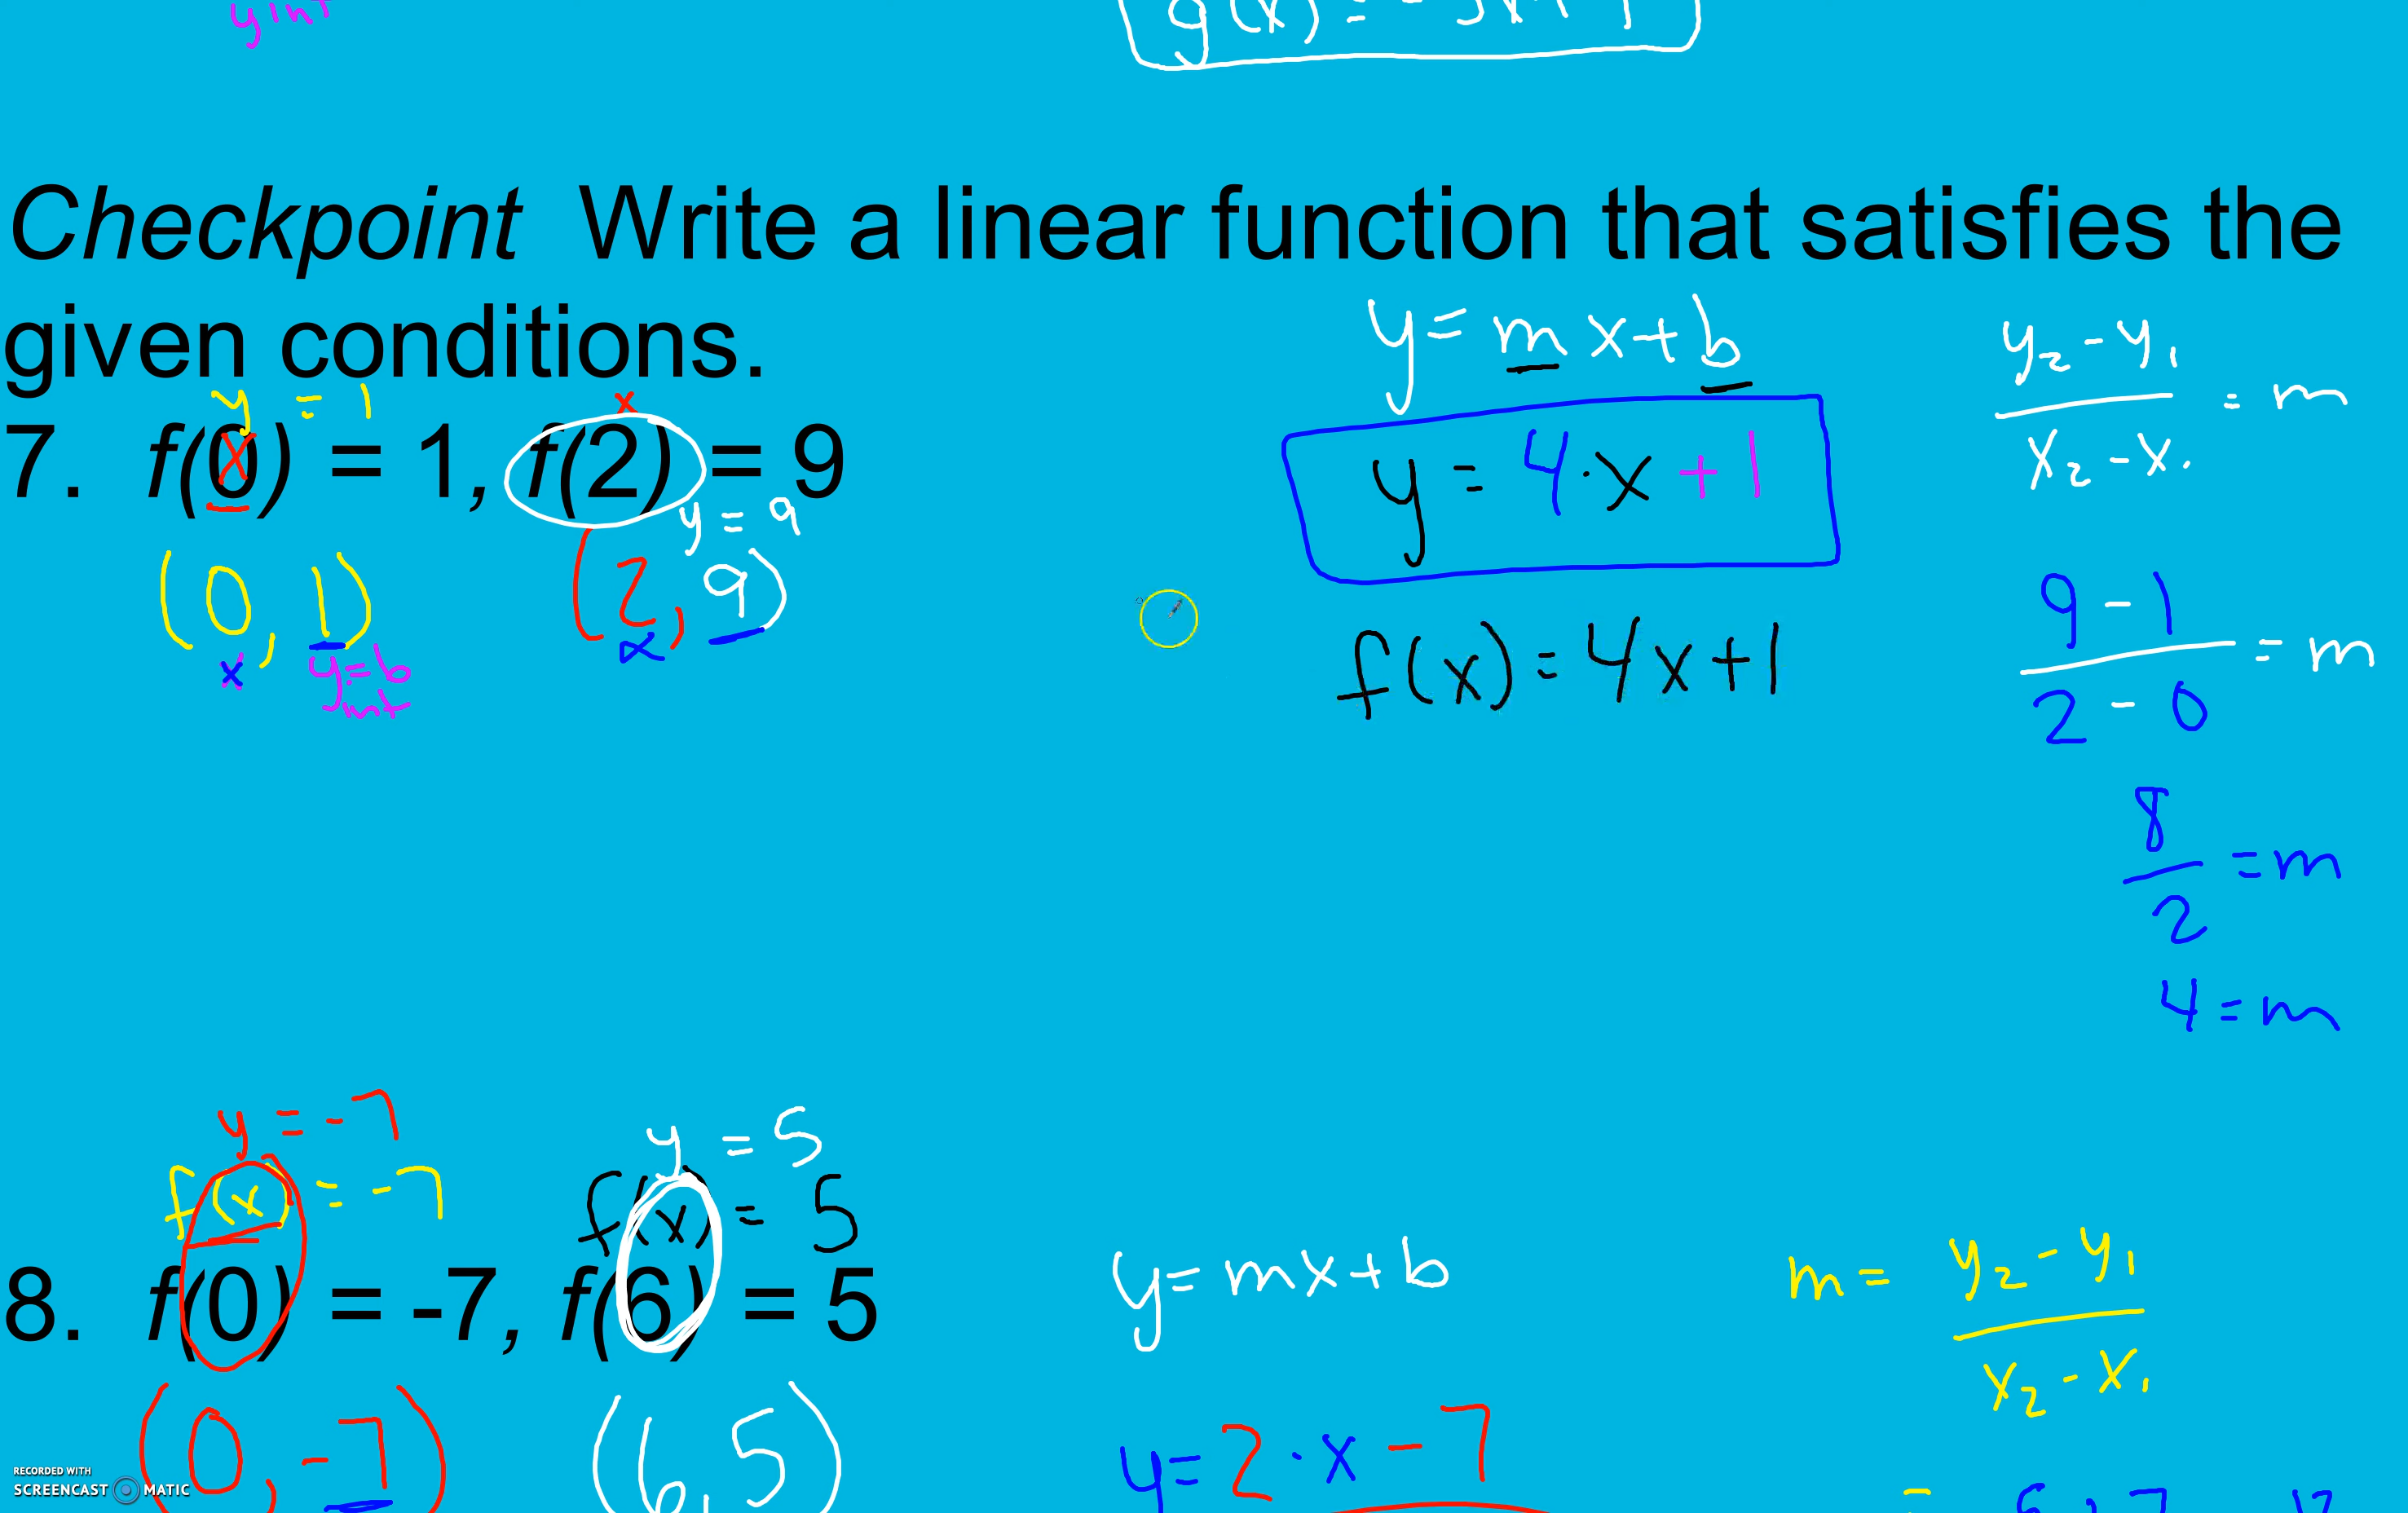 y int
g(x) =
Checkpoint Write a linear function that satisfies the
given conditions.
y = mx + b
y₂ - y₁ / x₂ - x₁ = m
y = 1
x
7. f(0) = 1, f(2) = 9
x
y = 9
y = 4 · x + 1
(0, 1)
(2, 9)
x
y = b
y int
x
f(x) = 4x + 1
9 - 1 / 2 - 0 = m
8 / 2 = m
4 = m
y = -7
y = 5
f(x) = -7
f(x) = 5
8. f(0) = -7, f(6) = 5
y = mx + b
m = y₂ - y₁ / x₂ - x₁
(0, -7)
(6, 5)
y = 2 · x - 7
RECORDED WITH
SCREENCAST MATIC